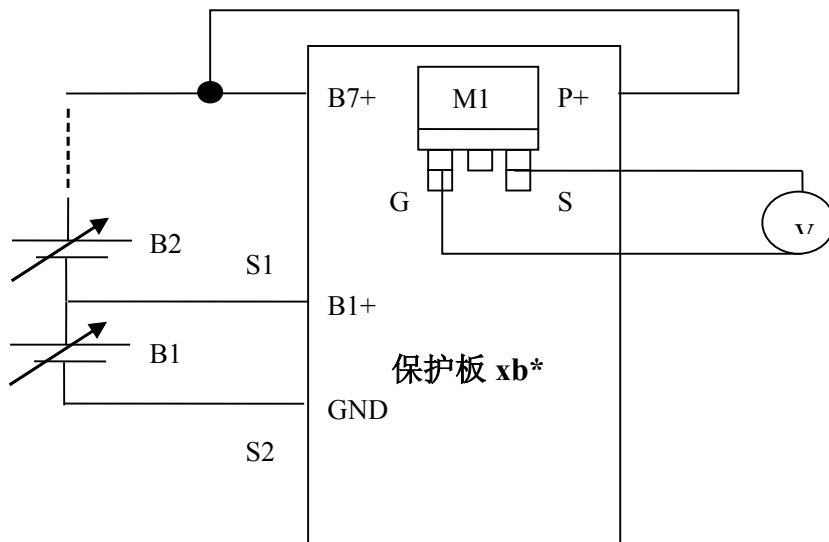 B7+ M1 P+
G S
B2
S1
B1+
B1
保护板 xb*
GND
S2